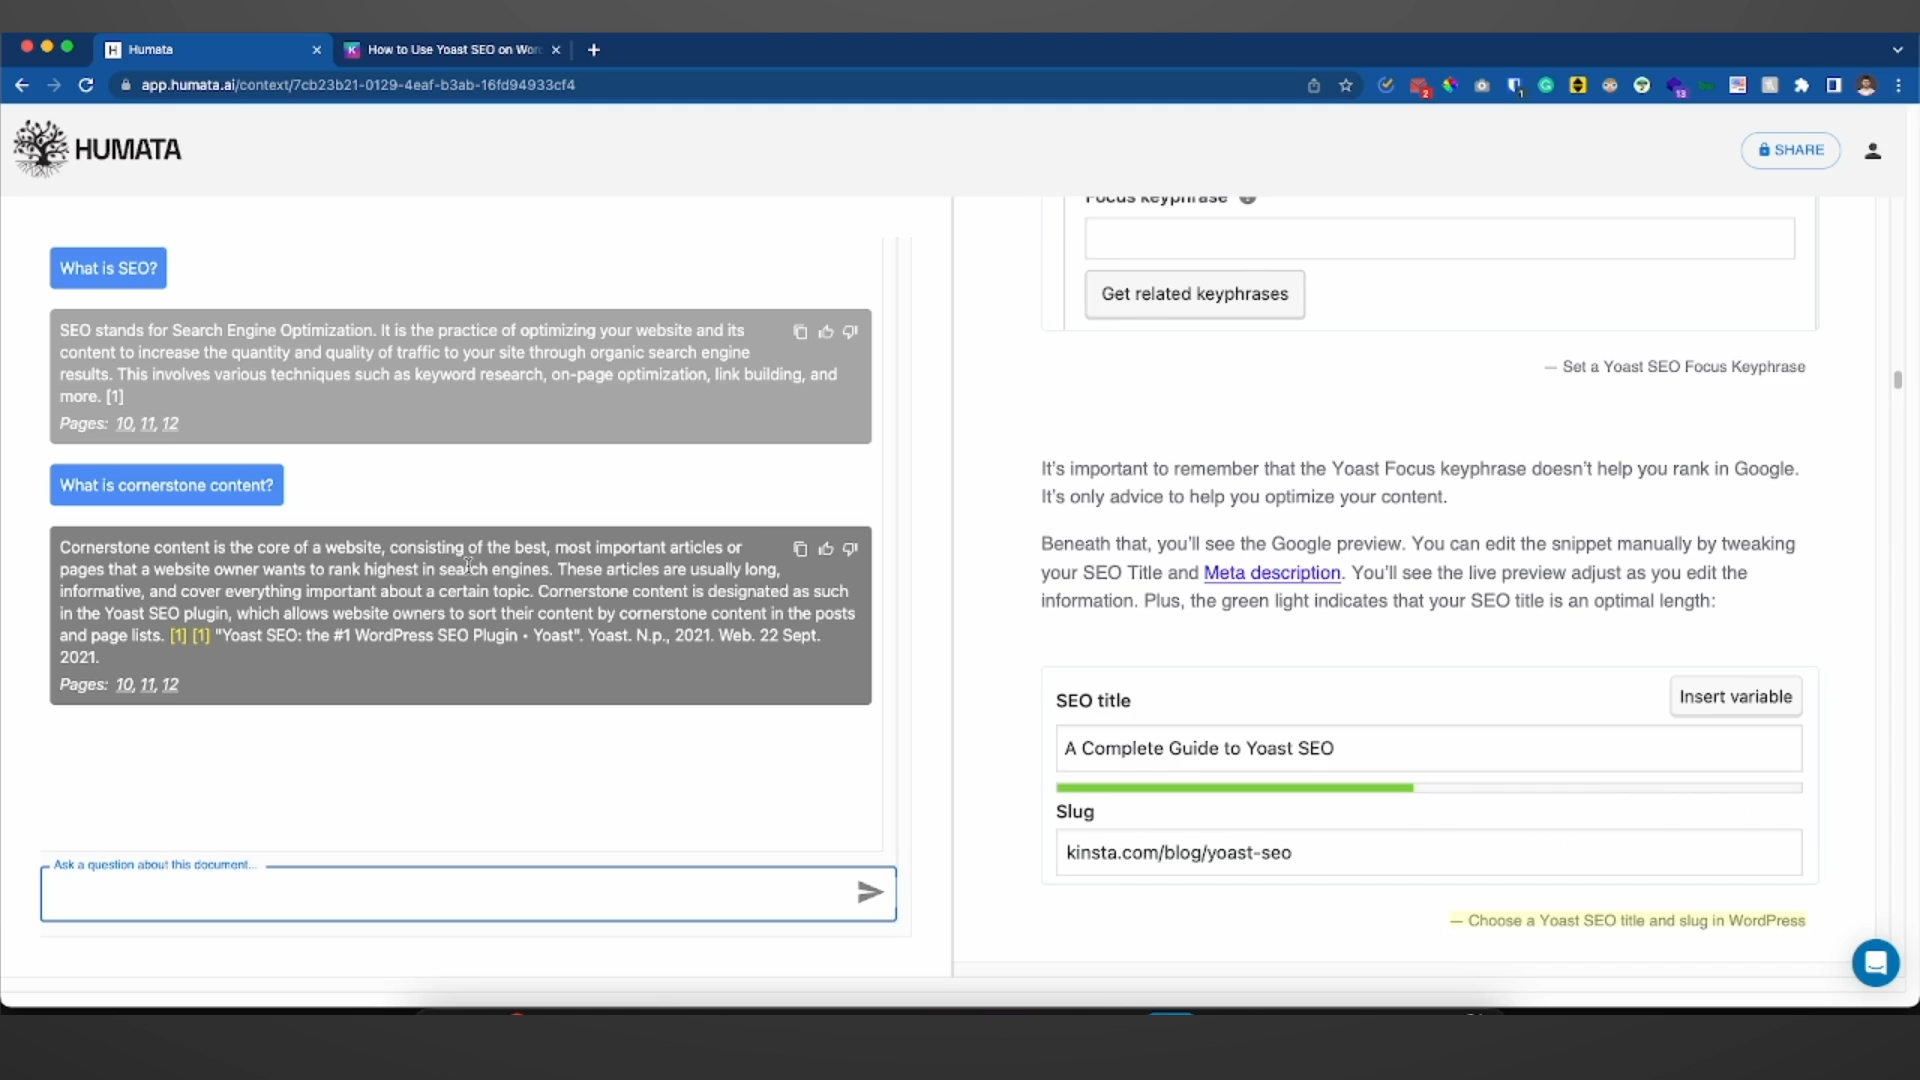 Humata
How to Use Yoast SEO on Wor
app.humata.ai/context/7cb23b21-0129-4eaf-b3ab-16fd94933cf4
2
1
13
HUMATA
SHARE
What is SEO?
SEO stands for Search Engine Optimization. It is the practice of optimizing your website and its
content to increase the quantity and quality of traffic to your site through organic search engine
results. This involves various techniques such as keyword research, on-page optimization, link building, and
more. [1]
Pages: 10, 11, 12
What is cornerstone content?
Cornerstone content is the core of a website, consisting of the best, most important articles or
pages that a website owner wants to rank highest in search engines. These articles are usually long,
informative, and cover everything important about a certain topic. Cornerstone content is designated as such
in the Yoast SEO plugin, which allows website owners to sort their content by cornerstone content in the posts
and page lists. [1] [1] "Yoast SEO: the #1 WordPress SEO Plugin • Yoast". Yoast. N.p., 2021. Web. 22 Sept.
2021.
Pages: 10, 11, 12
Ask a question about this document...
Focus keyphrase
Get related keyphrases
— Set a Yoast SEO Focus Keyphrase
It's important to remember that the Yoast Focus keyphrase doesn't help you rank in Google.
It's only advice to help you optimize your content.
Beneath that, you'll see the Google preview. You can edit the snippet manually by tweaking
your SEO Title and Meta description. You'll see the live preview adjust as you edit the
information. Plus, the green light indicates that your SEO title is an optimal length:
SEO title
Insert variable
A Complete Guide to Yoast SEO
Slug
kinsta.com/blog/yoast-seo
— Choose a Yoast SEO title and slug in WordPress